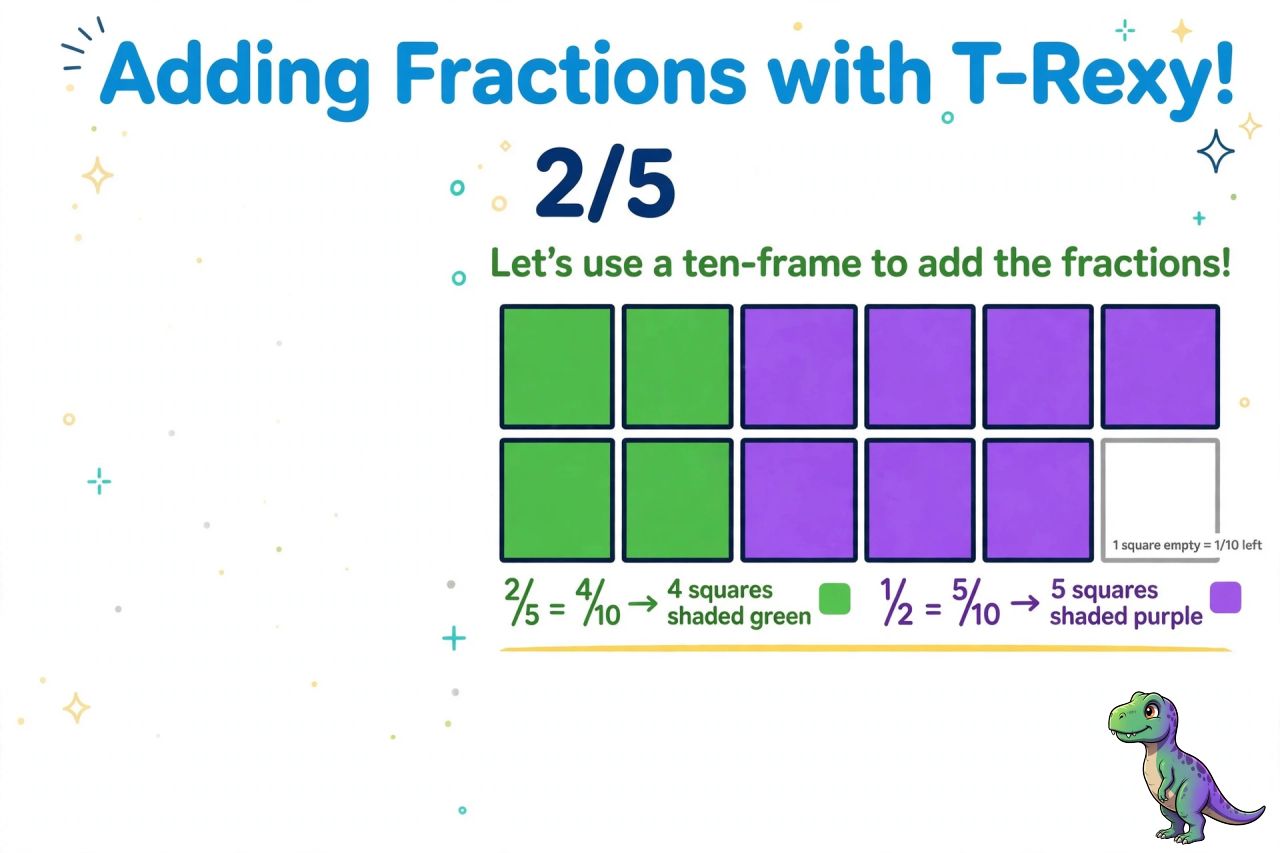 Adding Fractions with T-Rexy!
2/5
Let's use a ten-frame to add the fractions!
1 square empty = 1/10 left
2/5 = 4/10 → 4 squares shaded green
1/2 = 5/10 → 5 squares shaded purple